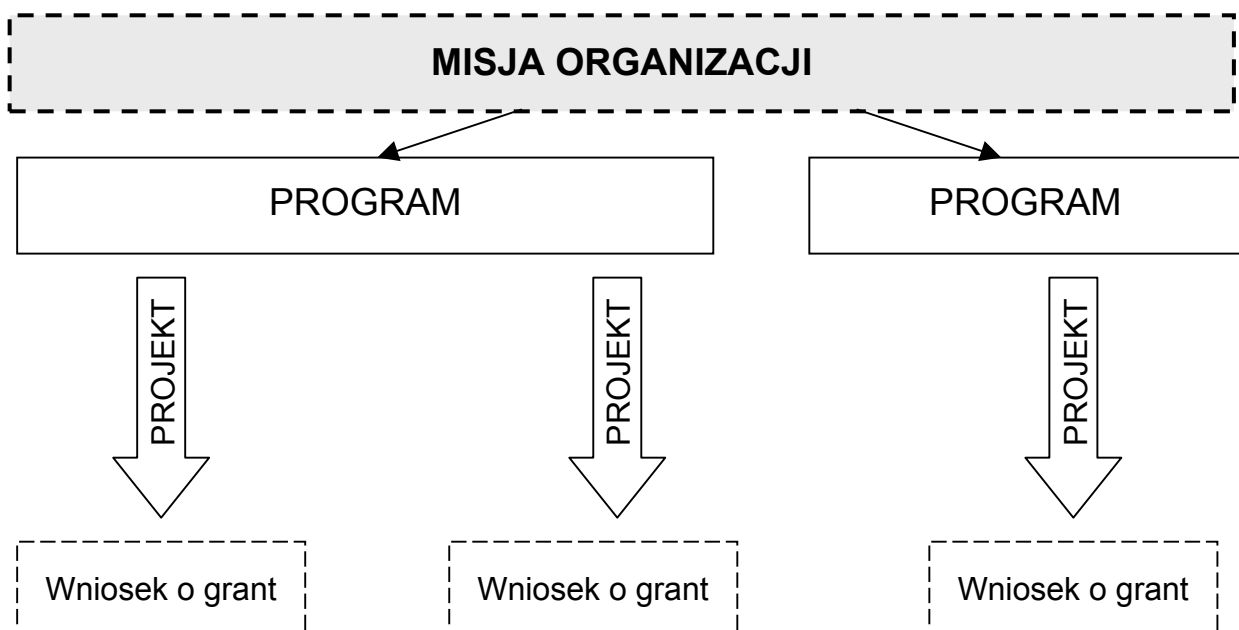 MISJA ORGANIZACJI
PROGRAM
PROGRAM
PROJEKT
PROJEKT
PROJEKT
Wniosek o grant
Wniosek o grant
Wniosek o grant